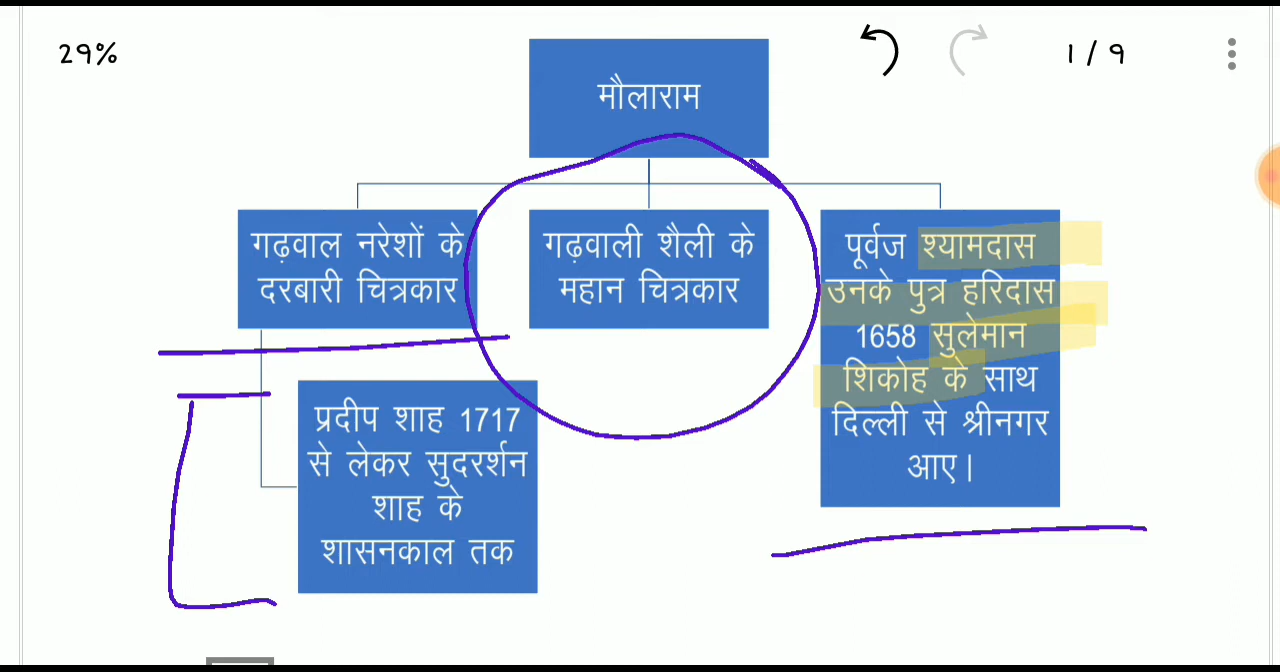 29%
1 / 9
मौलाराम
गढ़वाल नरेशों के
दरबारी चित्रकार
गढ़वाली शैली के
महान चित्रकार
पूर्वज श्यामदास
उनके पुत्र हरिदास
1658 सुलेमान
शिकोह के साथ
दिल्ली से श्रीनगर
आए।
प्रदीप शाह 1717
से लेकर सुदरर्शन
शाह के
शासनकाल तक